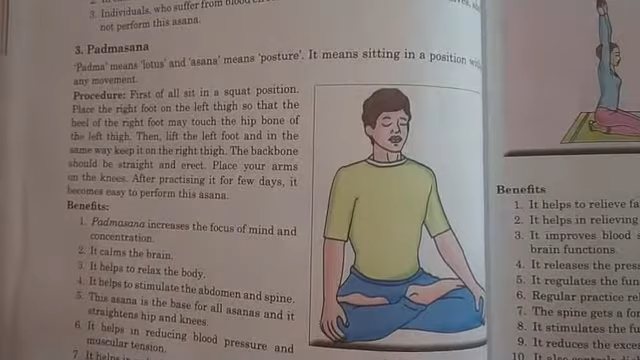 3. Individuals, who suffer from blood
not perform this asana.
3. Padmasana
'Padma' means 'lotus' and 'asana' means 'posture'. It means sitting in a position
any movement.
Procedure: First of all sit in a squat position.
Place the right foot on the left thigh so that the
heel of the right foot may touch the hip bone of
the left thigh. Then, lift the left foot and in the
same way keep it on the right thigh. The backbone
should be straight and erect. Place your arms
on the knees. After practising it for few days, it
becomes easy to perform this asana.
Benefits:
1. Padmasana increases the focus of mind and
concentration.
2. It calms the brain.
3. It helps to relax the body.
4. It helps to stimulate the abdomen and spine.
5. This asana is the base for all asanas and it
straightens hip and knees.
6. It helps in reducing blood pressure and
muscular tension.
7. It helps
Benefits
1. It helps to relieve
2. It helps in relieving
3. It improves blood
brain functions.
4. It releases the
5. It regulates the
6. Regular practice
7. The spine gets a
8. It stimulates the
9. It reduces the
10. It also